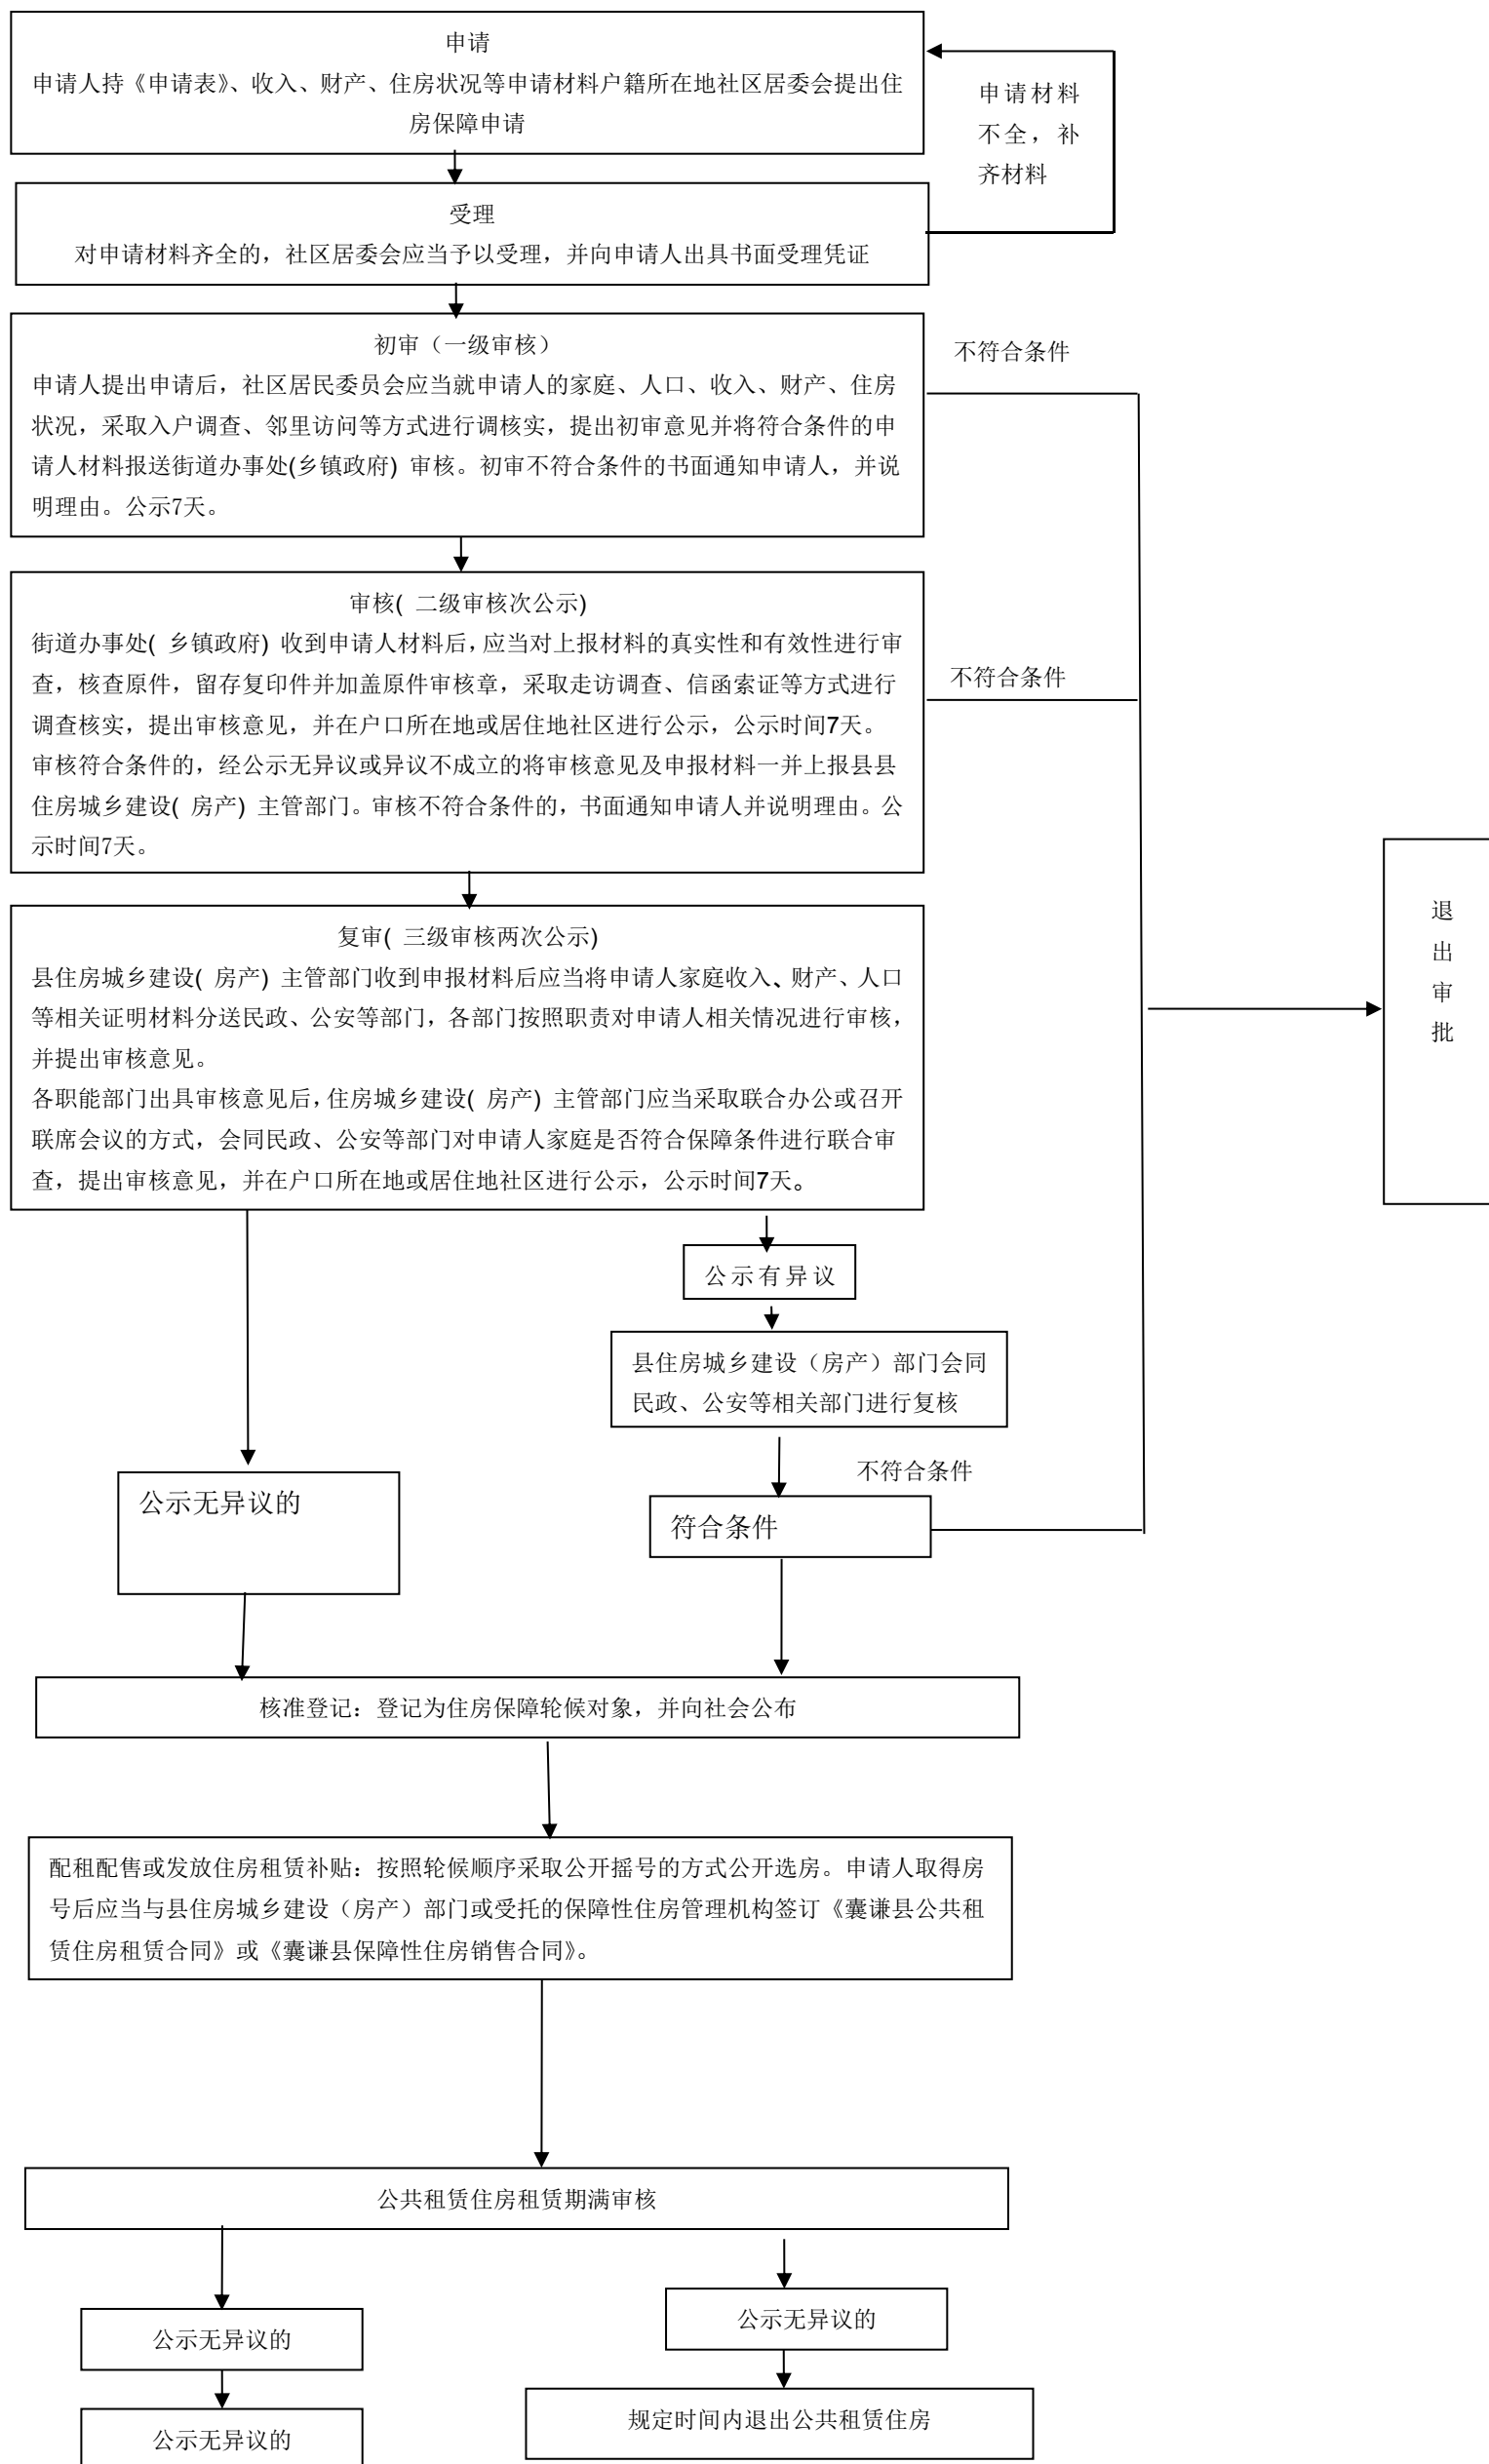 申请
申请人持《申请表》、收入、财产、住房状况等申请材料户籍所在地社区居委会提出住
房保障申请
申请材料
不全，补
齐材料
受理
对申请材料齐全的，社区居委会应当予以受理，并向申请人出具书面受理凭证
初审（一级审核）
申请人提出申请后，社区居民委员会应当就申请人的家庭、人口、收入、财产、住房
状况，采取入户调查、邻里访问等方式进行调核实，提出初审意见并将符合条件的申
请人材料报送街道办事处(乡镇政府) 审核。初审不符合条件的书面通知申请人，并说
明理由。公示7天。
不符合条件
审核( 二级审核次公示)
街道办事处( 乡镇政府) 收到申请人材料后，应当对上报材料的真实性和有效性进行审
查，核查原件，留存复印件并加盖原件审核章，采取走访调查、信函索证等方式进行
调查核实，提出审核意见，并在户口所在地或居住地社区进行公示，公示时间7天。
审核符合条件的，经公示无异议或异议不成立的将审核意见及申报材料一并上报县县
住房城乡建设( 房产) 主管部门。审核不符合条件的，书面通知申请人并说明理由。公
示时间7天。
不符合条件
复审( 三级审核两次公示)
县住房城乡建设( 房产) 主管部门收到申报材料后应当将申请人家庭收入、财产、人口
等相关证明材料分送民政、公安等部门，各部门按照职责对申请人相关情况进行审核，
并提出审核意见。
各职能部门出具审核意见后，住房城乡建设( 房产) 主管部门应当采取联合办公或召开
联席会议的方式，会同民政、公安等部门对申请人家庭是否符合保障条件进行联合审
查，提出审核意见，并在户口所在地或居住地社区进行公示，公示时间7天。
退
出
审
批
公示有异议
县住房城乡建设（房产）部门会同
民政、公安等相关部门进行复核
不符合条件
公示无异议的
符合条件
核准登记：登记为住房保障轮候对象，并向社会公布
配租配售或发放住房租赁补贴：按照轮候顺序采取公开摇号的方式公开选房。申请人取得房
号后应当与县住房城乡建设（房产）部门或受托的保障性住房管理机构签订《囊谦县公共租
赁住房租赁合同》或《囊谦县保障性住房销售合同》。
公共租赁住房租赁期满审核
公示无异议的
公示无异议的
规定时间内退出公共租赁住房
公示无异议的